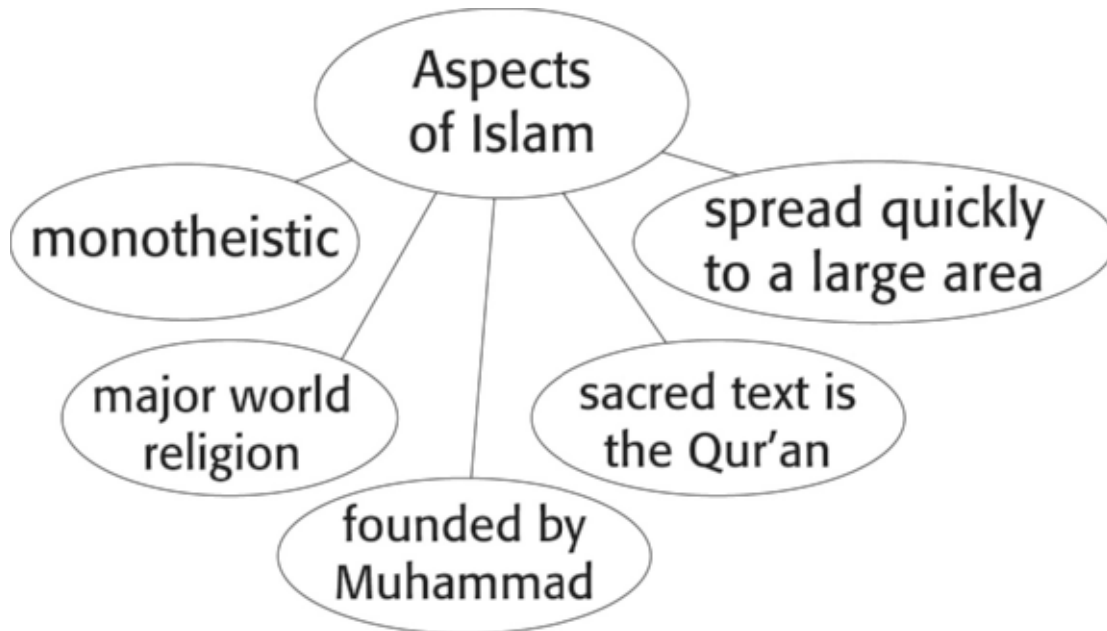 Aspects
of Islam
monotheistic
spread quickly
to a large area
major world
religion
sacred text is
the Qur’an
founded by
Muhammad